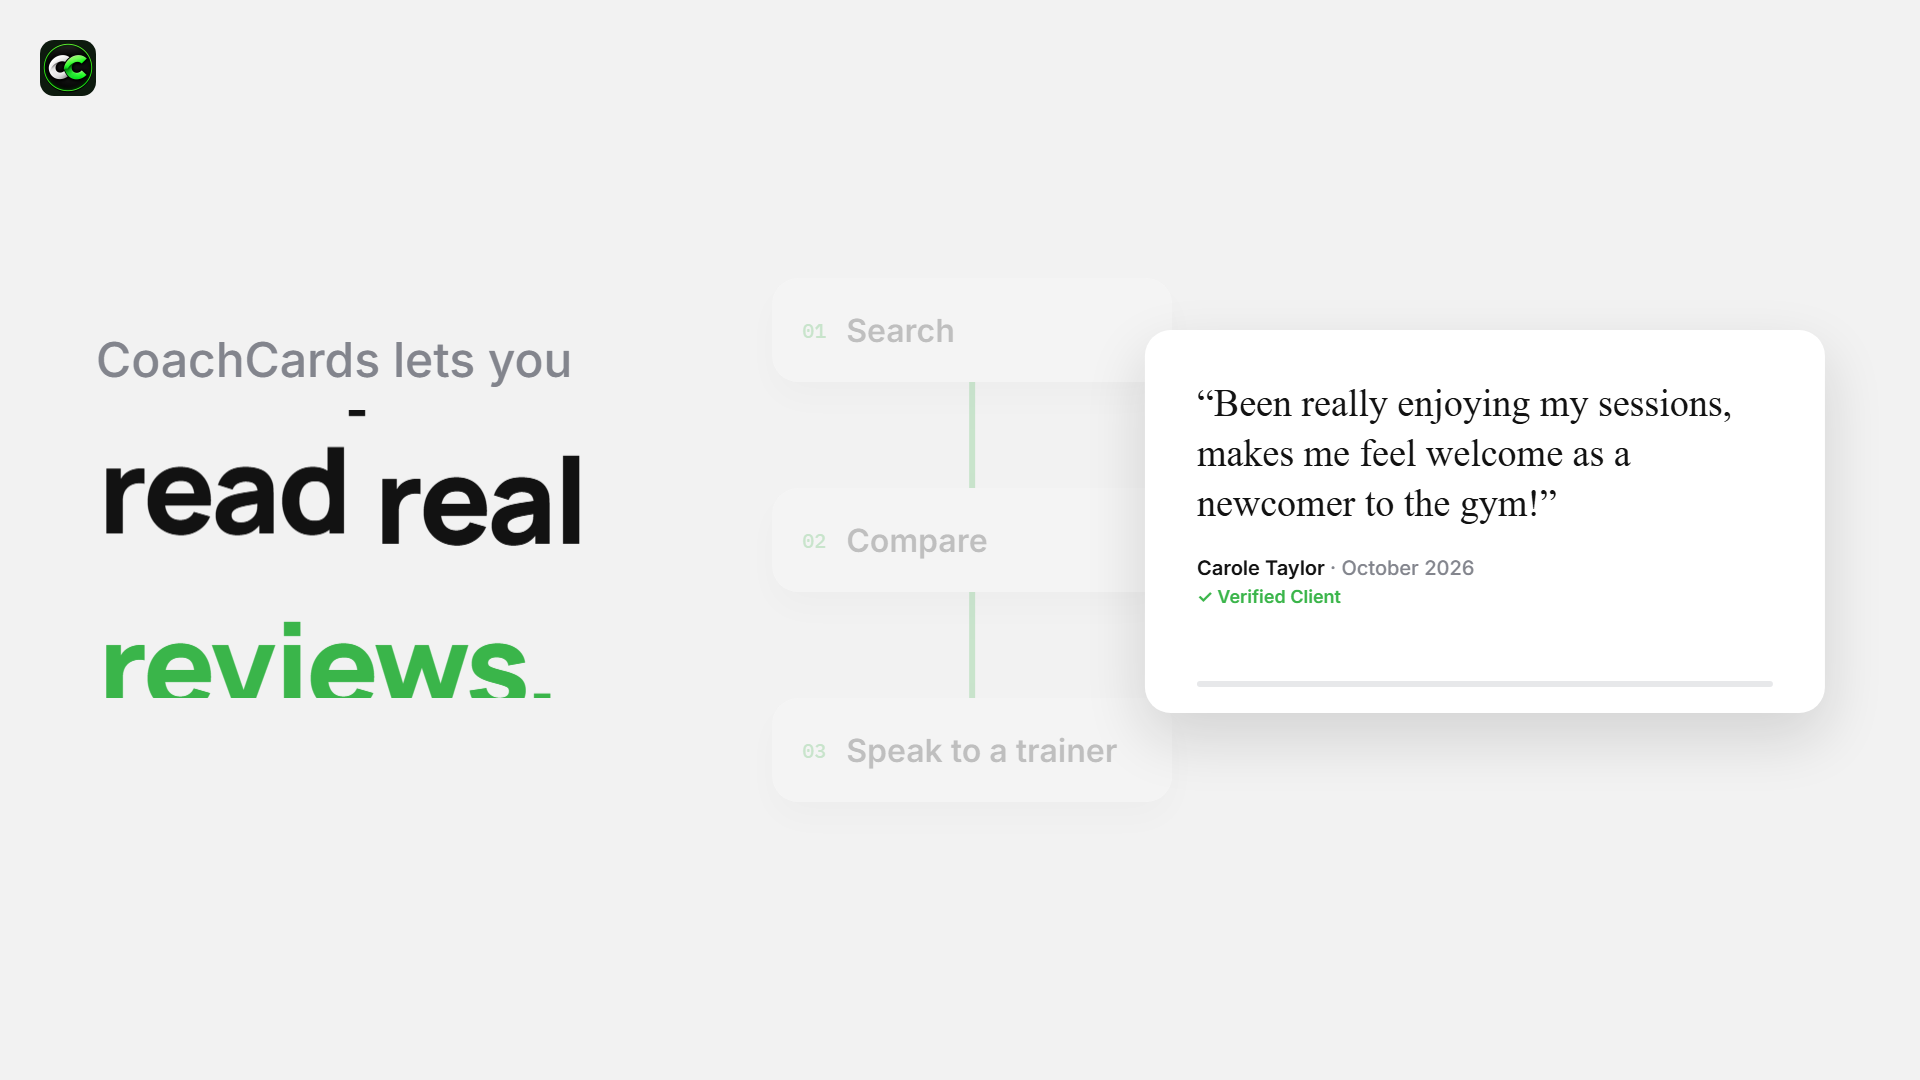 CC
CoachCards lets you
read real
reviews.
01 Search
02 Compare
03 Speak to a trainer
“Been really enjoying my sessions,
makes me feel welcome as a
newcomer to the gym!”
Carole Taylor · October 2026
✓ Verified Client